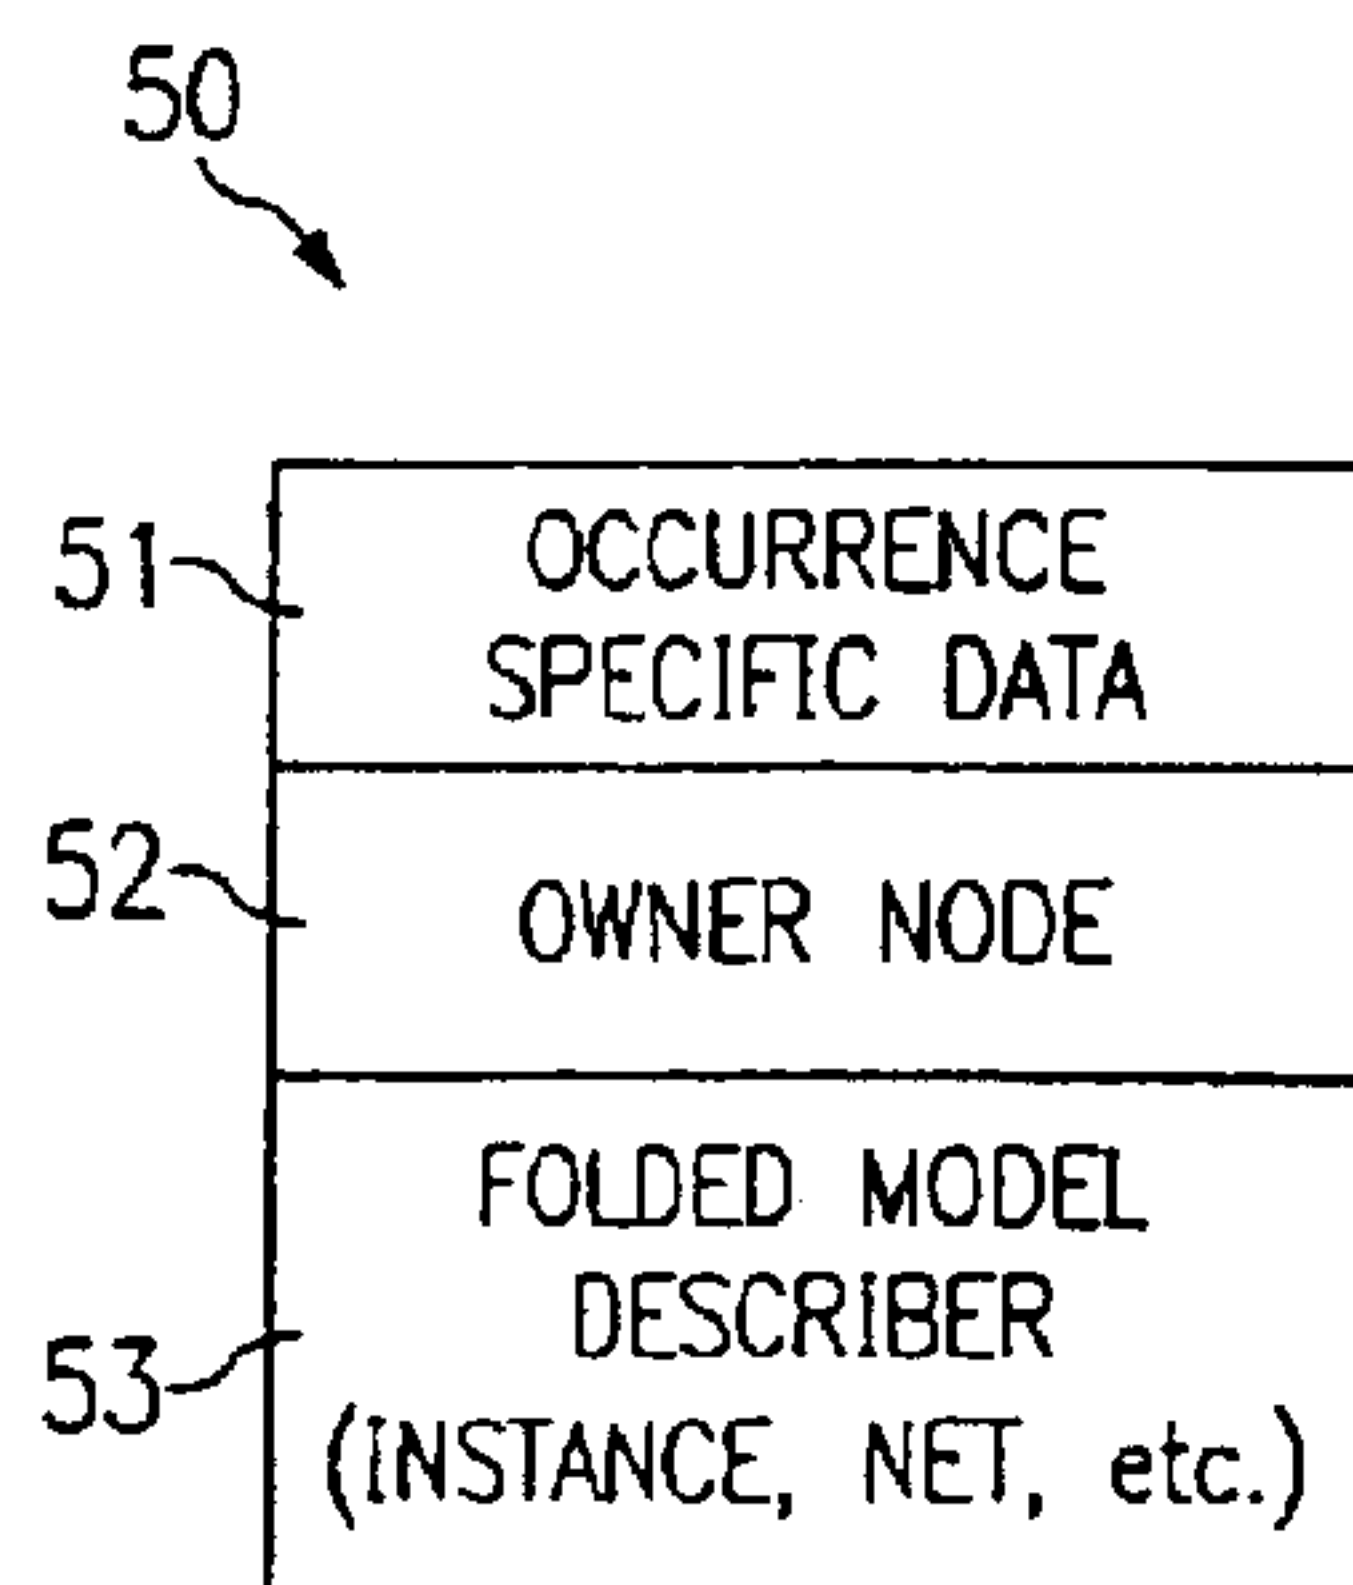 50
51
OCCURRENCE
SPECIFIC DATA
52
OWNER NODE
FOLDED MODEL
DESCRIBER
53
(INSTANCE, NET, etc.)